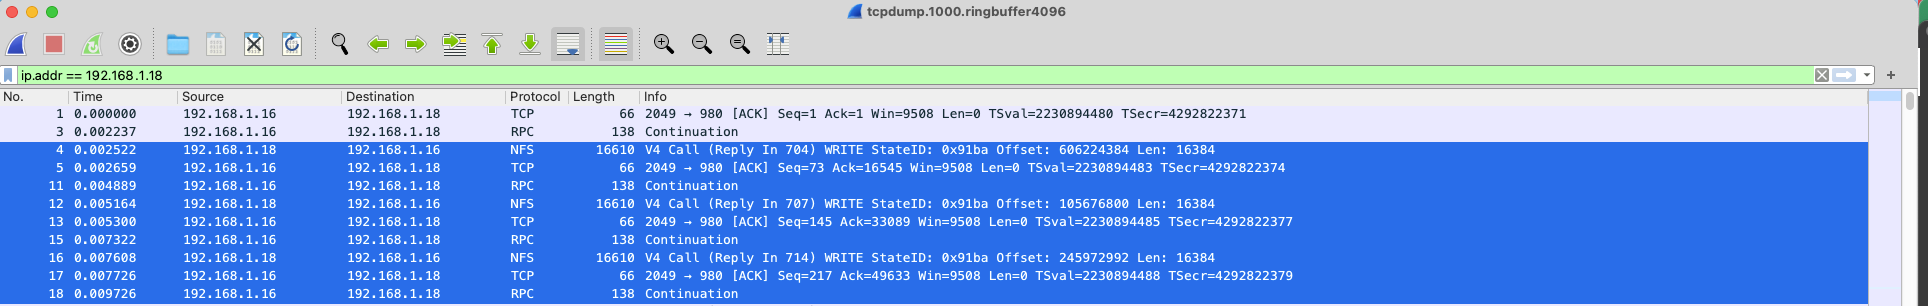 tcpdump.1000.ringbuffer4096
ip.addr == 192.168.1.18
No. Time Source Destination Protocol Length Info
1 0.000000 192.168.1.16 192.168.1.18 TCP 66 2049 → 980 [ACK] Seq=1 Ack=1 Win=9508 Len=0 TSval=2230894480 TSecr=4292822371
3 0.002237 192.168.1.16 192.168.1.18 RPC 138 Continuation
4 0.002522 192.168.1.18 192.168.1.16 NFS 16610 V4 Call (Reply In 704) WRITE StateID: 0x91ba Offset: 606224384 Len: 16384
5 0.002659 192.168.1.16 192.168.1.18 TCP 66 2049 → 980 [ACK] Seq=73 Ack=16545 Win=9508 Len=0 TSval=2230894483 TSecr=4292822374
11 0.004889 192.168.1.16 192.168.1.18 RPC 138 Continuation
12 0.005164 192.168.1.18 192.168.1.16 NFS 16610 V4 Call (Reply In 707) WRITE StateID: 0x91ba Offset: 105676800 Len: 16384
13 0.005300 192.168.1.16 192.168.1.18 TCP 66 2049 → 980 [ACK] Seq=145 Ack=33089 Win=9508 Len=0 TSval=2230894485 TSecr=4292822377
15 0.007322 192.168.1.16 192.168.1.18 RPC 138 Continuation
16 0.007608 192.168.1.18 192.168.1.16 NFS 16610 V4 Call (Reply In 714) WRITE StateID: 0x91ba Offset: 245972992 Len: 16384
17 0.007726 192.168.1.16 192.168.1.18 TCP 66 2049 → 980 [ACK] Seq=217 Ack=49633 Win=9508 Len=0 TSval=2230894488 TSecr=4292822379
18 0.009726 192.168.1.16 192.168.1.18 RPC 138 Continuation